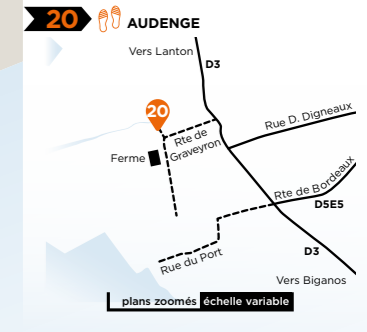 20 AUDENGE
Vers Lanton
D3
20
Rue D. Digneaux
Rte de
Graveyron
Ferme
Rte de Bordeaux
D5E5
Rue du Port
D3
Vers Biganos
plans zoomés échelle variable